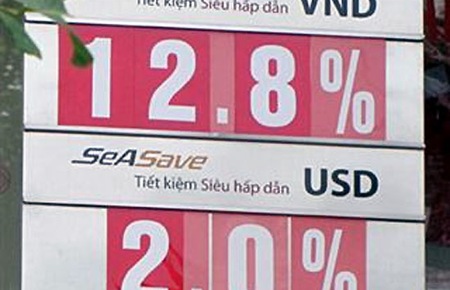 Tiết kiệm Siêu hấp dẫn VND
12.8%
SeASave
Tiết kiệm Siêu hấp dẫn USD
2.0%